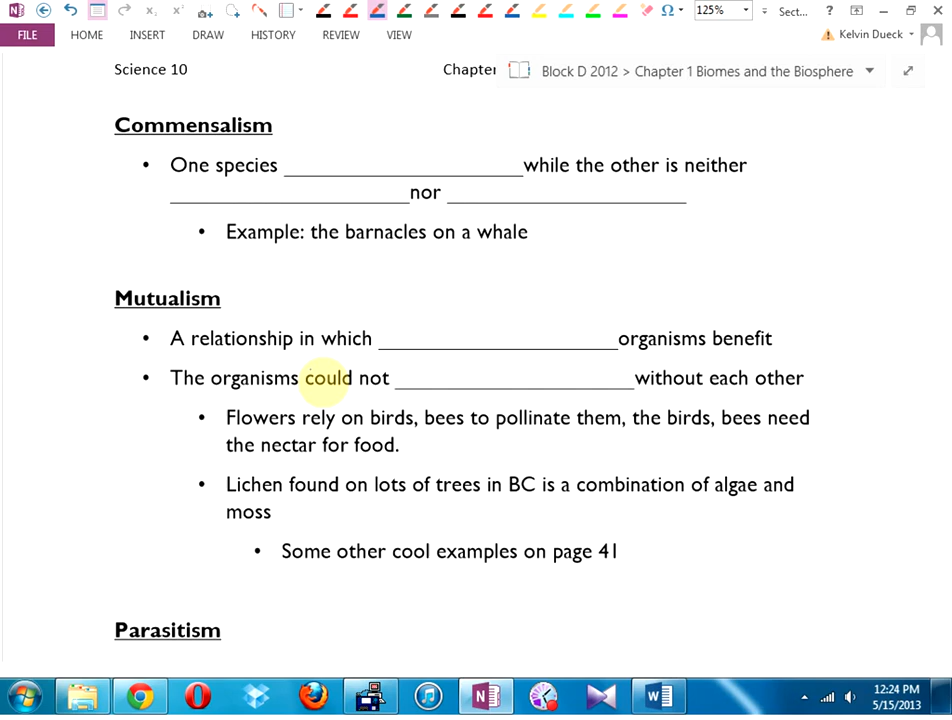 125%
Sect...
?
FILE HOME INSERT DRAW HISTORY REVIEW VIEW
Kelvin Dueck
Science 10
Chapter
Block D 2012 > Chapter 1 Biomes and the Biosphere
Commensalism
• One species ____________________ while the other is neither
____________________ nor ____________________
• Example: the barnacles on a whale
Mutualism
• A relationship in which ____________________ organisms benefit
• The organisms could not ____________________ without each other
• Flowers rely on birds, bees to pollinate them, the birds, bees need
the nectar for food.
• Lichen found on lots of trees in BC is a combination of algae and
moss
• Some other cool examples on page 41
Parasitism
12:24 PM
5/15/2013